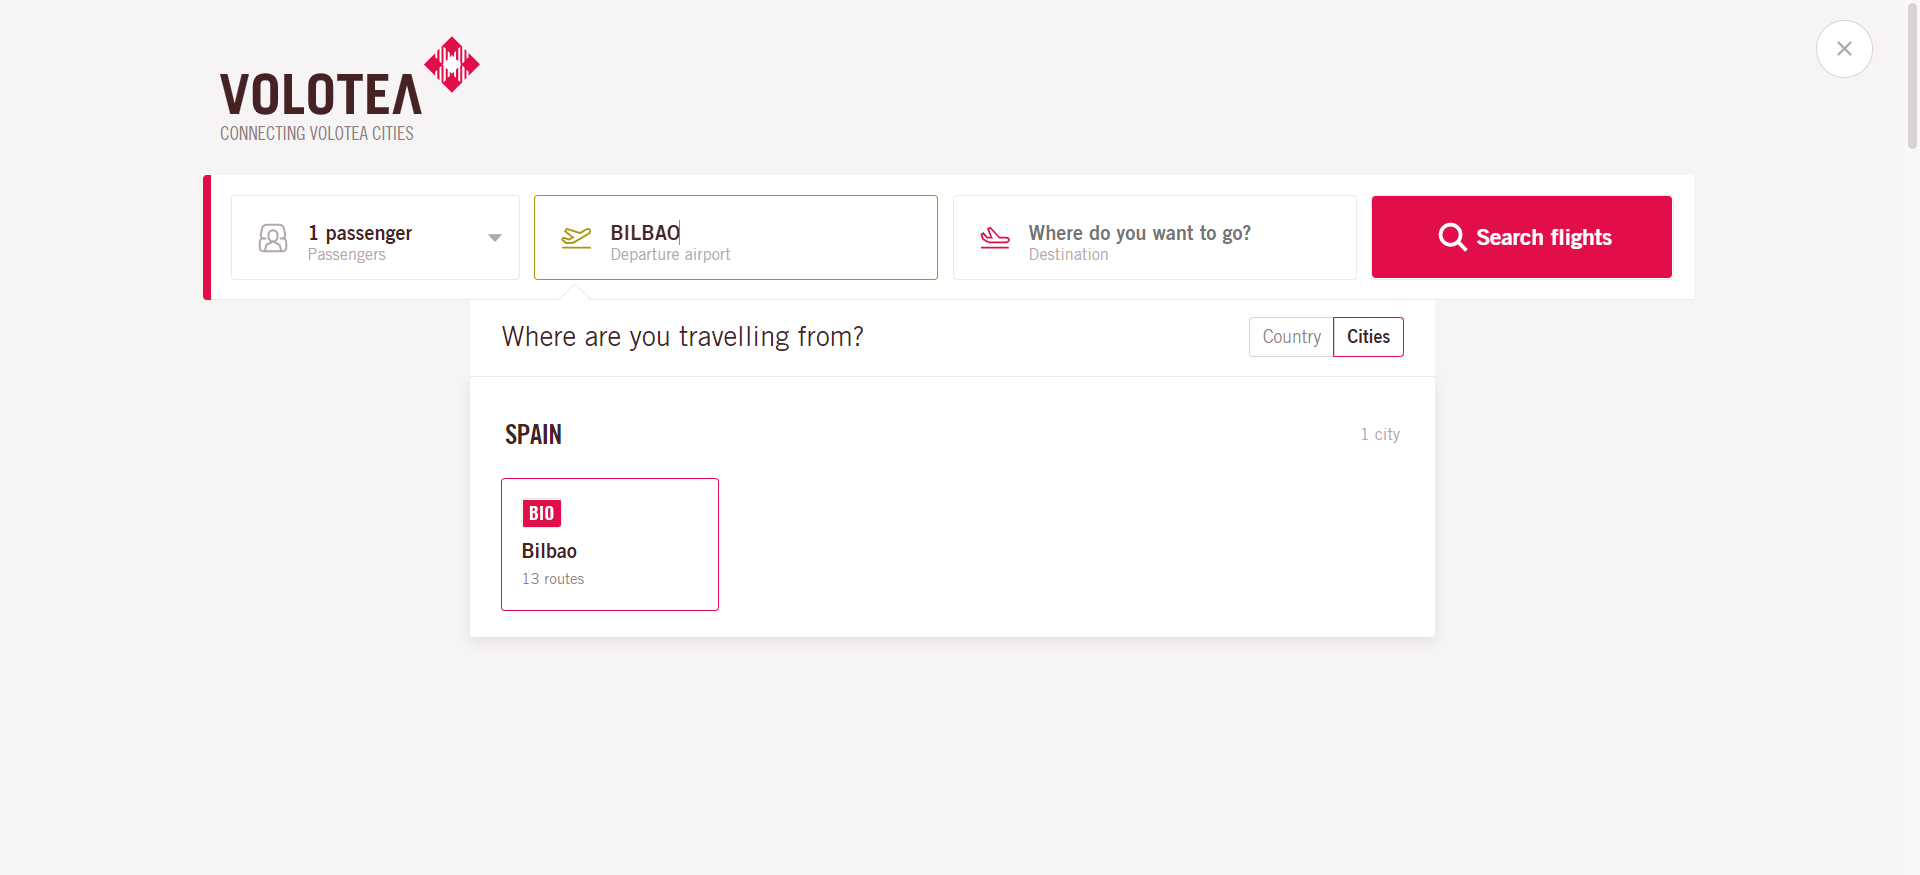 VOLOTEA
CONNECTING VOLOTEA CITIES
1 passenger
Passengers
BILBAO
Departure airport
Where do you want to go?
Destination
Search flights
Where are you travelling from?
Country
Cities
SPAIN
1 city
BIO
Bilbao
13 routes